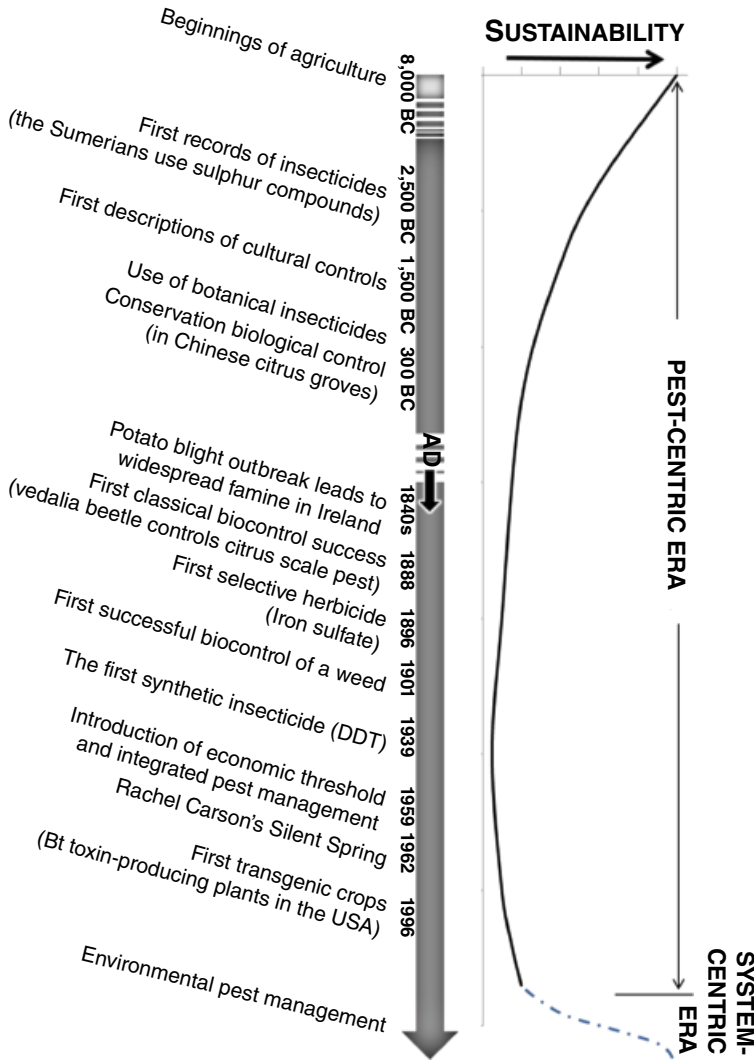 SUSTAINABILITY
Beginnings of agriculture
8,000 BC
First records of insecticides
(the Sumerians use sulphur compounds)
2,500 BC
First descriptions of cultural controls
1,500 BC
Use of botanical insecticides
Conservation biological control
(in Chinese citrus groves)
300 BC
AD
Potato blight outbreak leads to
widespread famine in Ireland
1840s
First classical biocontrol success
(vedalia beetle controls citrus scale pest)
1888
First selective herbicide
(Iron sulfate)
1896
First successful biocontrol of a weed
1901
The first synthetic insecticide (DDT)
1939
Introduction of economic threshold
and integrated pest management
1959
Rachel Carson's Silent Spring
1962
First transgenic crops
(Bt toxin-producing plants in the USA)
1996
Environmental pest management
PEST-CENTRIC ERA
SYSTEM-
CENTRIC
ERA